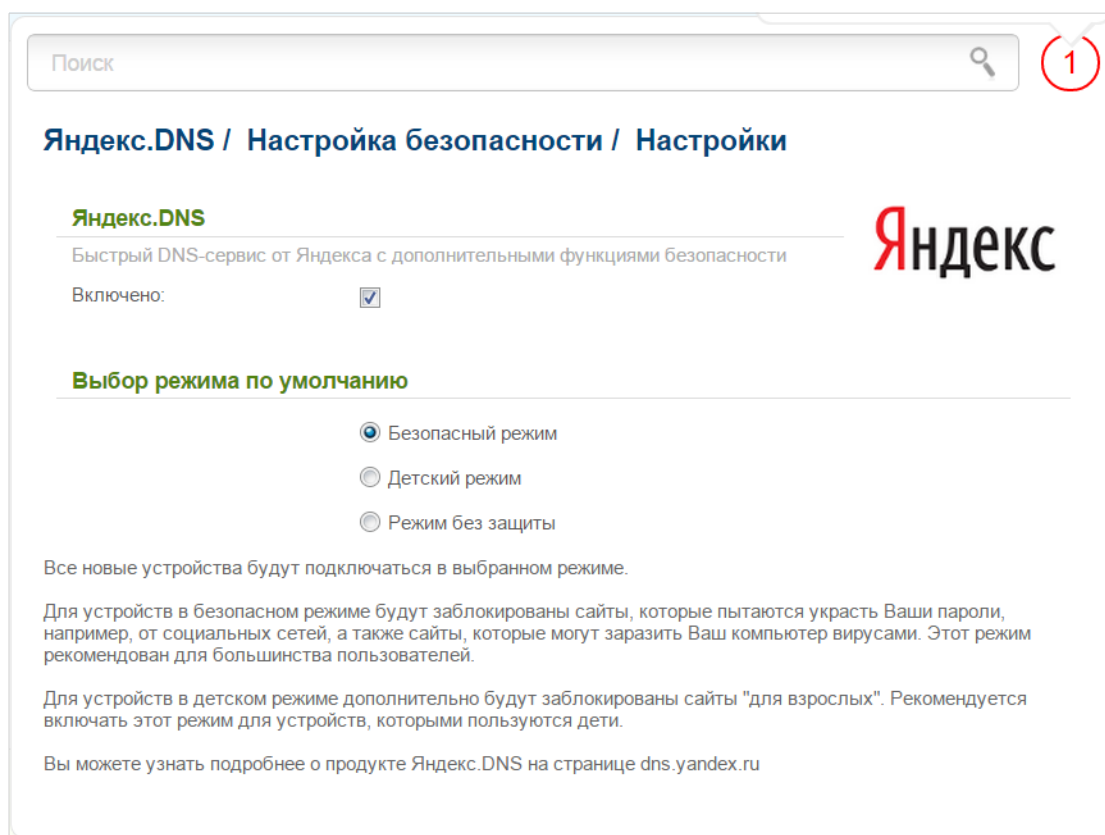 Поиск
1
Яндекс.DNS / Настройка безопасности / Настройки
Яндекс.DNS
Яндекс
Быстрый DNS-сервис от Яндекса с дополнительными функциями безопасности
Включено:
Выбор режима по умолчанию
Безопасный режим
Детский режим
Режим без защиты
Все новые устройства будут подключаться в выбранном режиме.
Для устройств в безопасном режиме будут заблокированы сайты, которые пытаются украсть Ваши пароли,
например, от социальных сетей, а также сайты, которые могут заразить Ваш компьютер вирусами. Этот режим
рекомендован для большинства пользователей.
Для устройств в детском режиме дополнительно будут заблокированы сайты "для взрослых". Рекомендуется
включать этот режим для устройств, которыми пользуются дети.
Вы можете узнать подробнее о продукте Яндекс.DNS на странице dns.yandex.ru